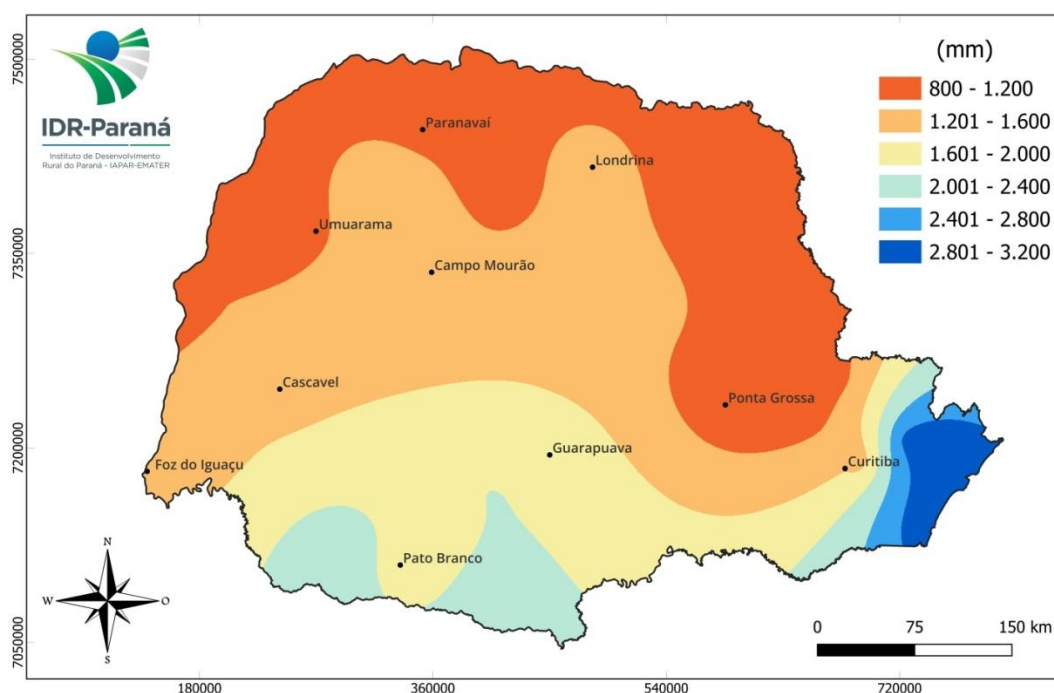 IDR-Paraná
Instituto de Desenvolvimento
Rural do Paraná - IAPAR-EMATER
(mm)
800 - 1.200
1.201 - 1.600
1.601 - 2.000
2.001 - 2.400
2.401 - 2.800
2.801 - 3.200
Paranavaí
Londrina
Umuarama
Campo Mourão
Cascavel
Ponta Grossa
Guarapuava
Foz do Iguaçu
Curitiba
Pato Branco
N
W
O
S
0 75 150 km
7500000
7350000
7200000
7050000
180000 360000 540000 720000